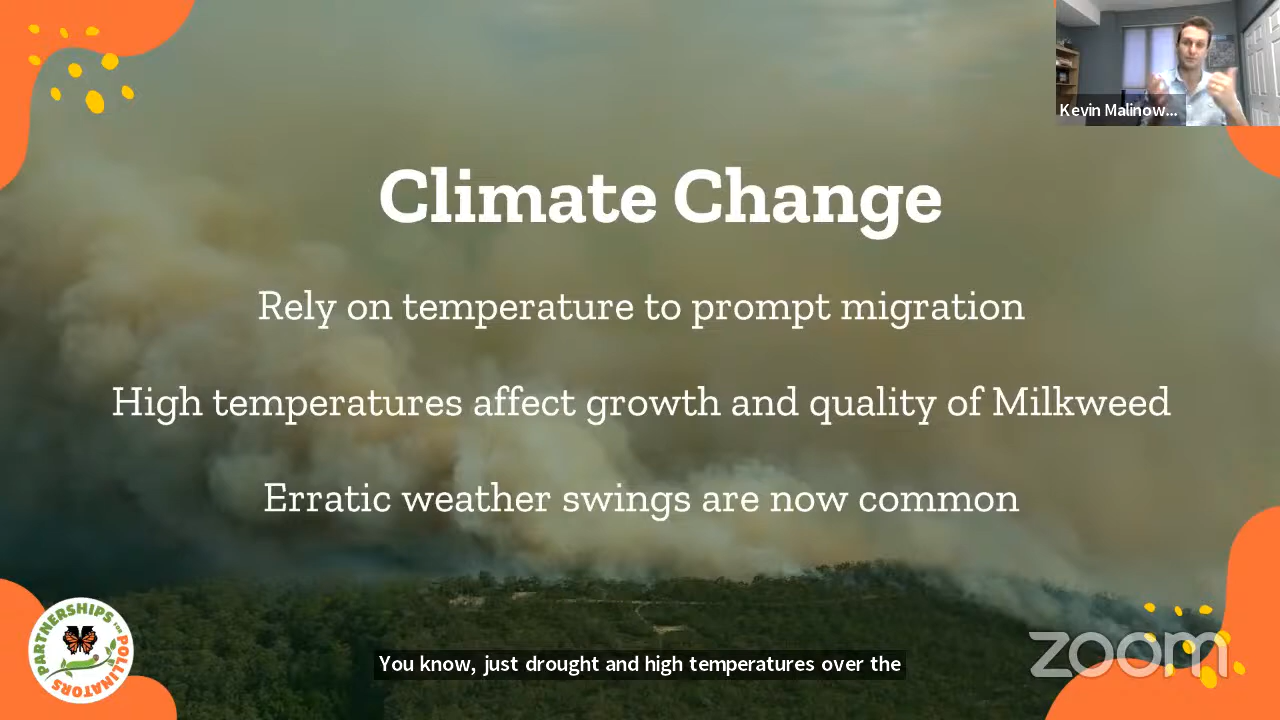 Kevin Malinow...
Climate Change
Rely on temperature to prompt migration
High temperatures affect growth and quality of Milkweed
Erratic weather swings are now common
PARTNERSHIPS FOR POLLINATORS
You know, just drought and high temperatures over the
zoom